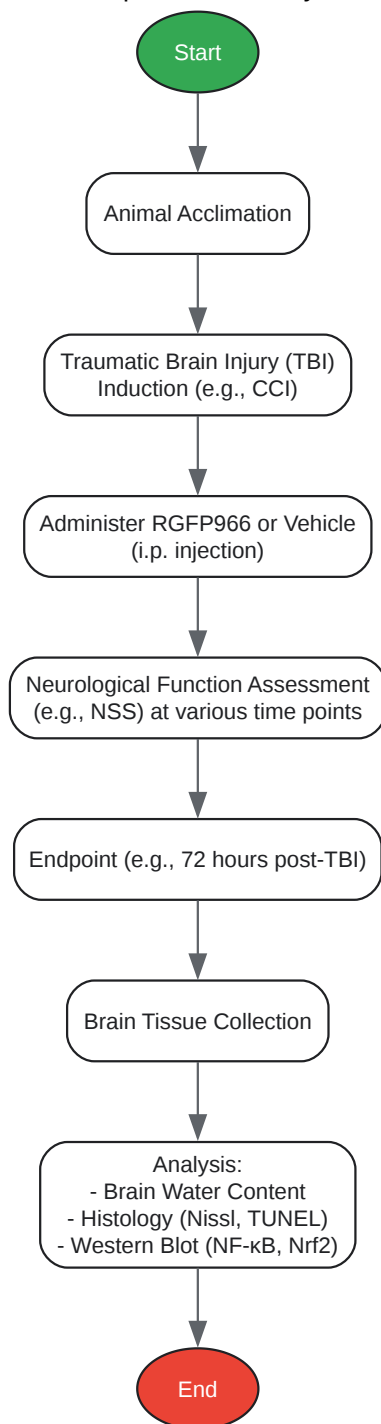 Start
Animal Acclimation
Traumatic Brain Injury (TBI)
Induction (e.g., CCI)
Administer RGFP966 or Vehicle
(i.p. injection)
Neurological Function Assessment
(e.g., NSS) at various time points
Endpoint (e.g., 72 hours post-TBI)
Brain Tissue Collection
Analysis:
- Brain Water Content
- Histology (Nissl, TUNEL)
- Western Blot (NF-κB, Nrf2)
End